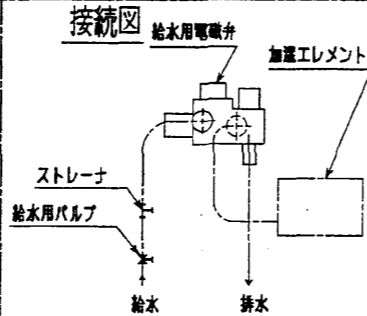 接続図
給水用電磁弁
加湿エレメント
ストレーナ
給水用バルブ
給水
排水